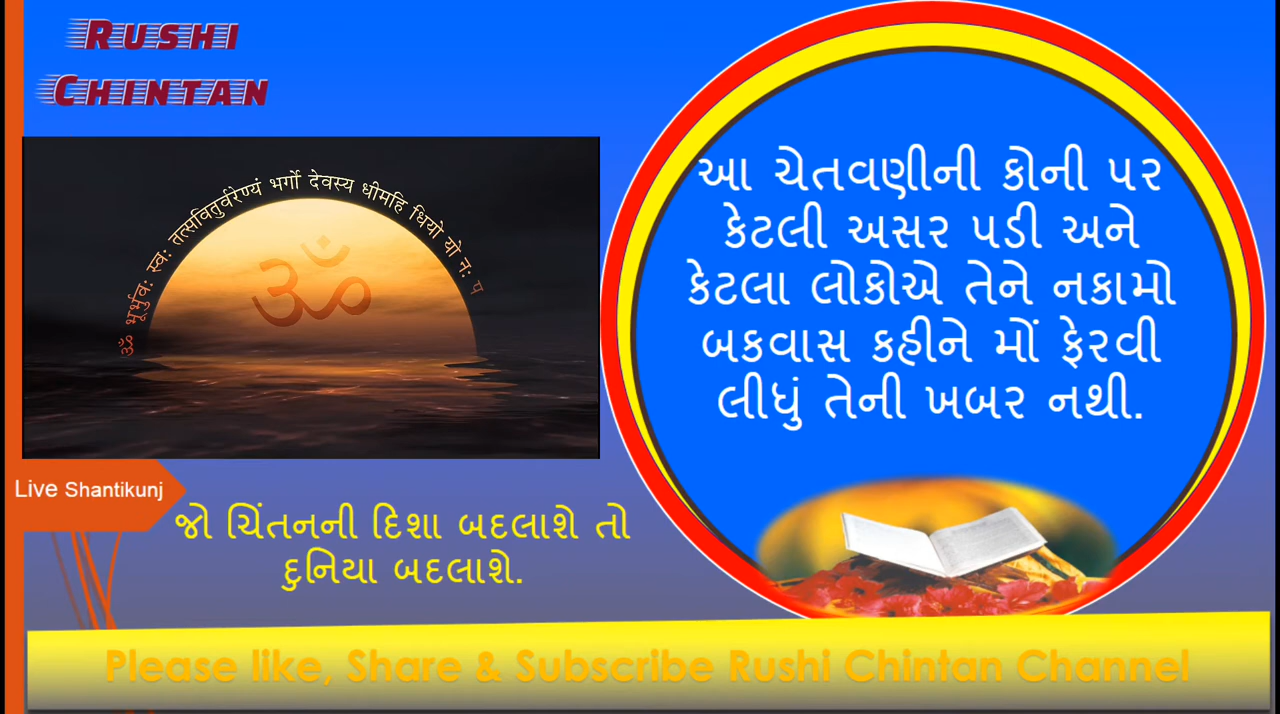 RUSHI
CHINTAN
ॐ भूर्भुवः स्वः तत्सवितुर्वरेण्यं भर्गो देवस्य धीमहि धियो यो नः प
આ ચેતવણીની કોની પર
કેટલી અસર પડી અને
કેટલા લોકોએ તેને નકામો
બકવાસ કહીને મોં ફેરવી
લીધું તેની ખબર નથી.
Live Shantikunj
જો ચિંતનની દિશા બદલાશે તો
દુનિયા બદલાશે.
Please like, Share & Subscribe Rushi Chintan Channel